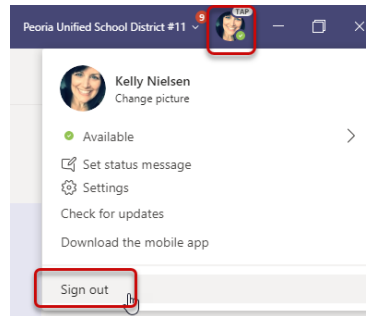 Peoria Unified School District #11
9
TAP
Kelly Nielsen
Change picture
Available
Set status message
Settings
Check for updates
Download the mobile app
Sign out